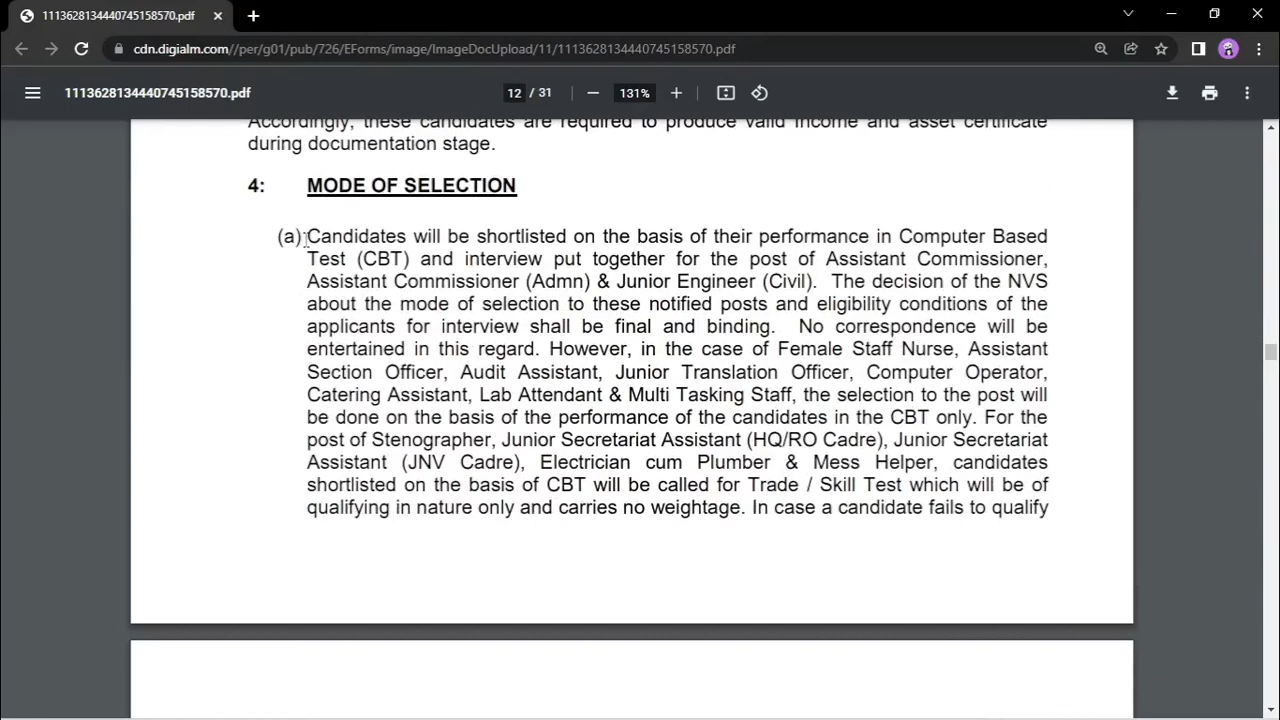 1113628134440745158570.pdf
cdn.digialm.com//per/g01/pub/726/EForms/image/ImageDocUpload/11/1113628134440745158570.pdf
1113628134440745158570.pdf
12 / 31
131%
Accordingly, these candidates are required to produce valid income and asset certificate
during documentation stage.
4: MODE OF SELECTION
(a) Candidates will be shortlisted on the basis of their performance in Computer Based
Test (CBT) and interview put together for the post of Assistant Commissioner,
Assistant Commissioner (Admn) & Junior Engineer (Civil). The decision of the NVS
about the mode of selection to these notified posts and eligibility conditions of the
applicants for interview shall be final and binding. No correspondence will be
entertained in this regard. However, in the case of Female Staff Nurse, Assistant
Section Officer, Audit Assistant, Junior Translation Officer, Computer Operator,
Catering Assistant, Lab Attendant & Multi Tasking Staff, the selection to the post will
be done on the basis of the performance of the candidates in the CBT only. For the
post of Stenographer, Junior Secretariat Assistant (HQ/RO Cadre), Junior Secretariat
Assistant (JNV Cadre), Electrician cum Plumber & Mess Helper, candidates
shortlisted on the basis of CBT will be called for Trade / Skill Test which will be of
qualifying in nature only and carries no weightage. In case a candidate fails to qualify